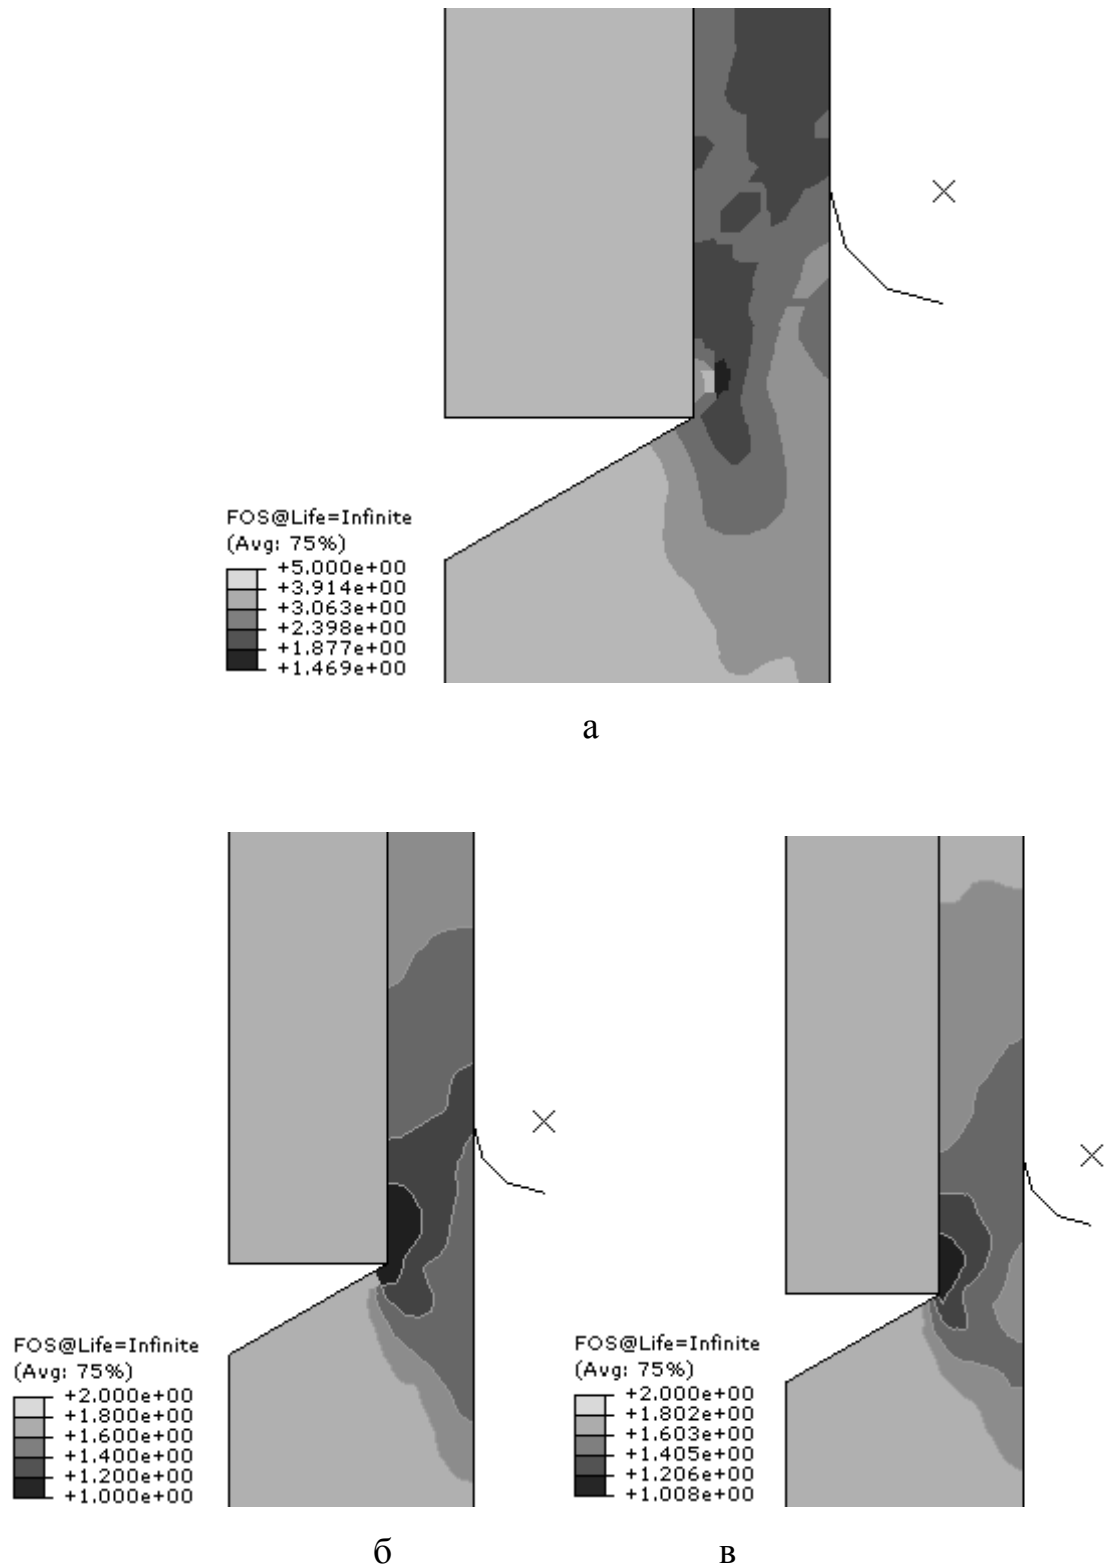 FOS@Life=Infinite
(Avg: 75%)
+5.000e+00
+3.914e+00
+3.063e+00
+2.398e+00
+1.877e+00
+1.469e+00
а
FOS@Life=Infinite
(Avg: 75%)
+2.000e+00
+1.800e+00
+1.600e+00
+1.400e+00
+1.200e+00
+1.000e+00
FOS@Life=Infinite
(Avg: 75%)
+2.000e+00
+1.802e+00
+1.603e+00
+1.405e+00
+1.206e+00
+1.008e+00
б
в